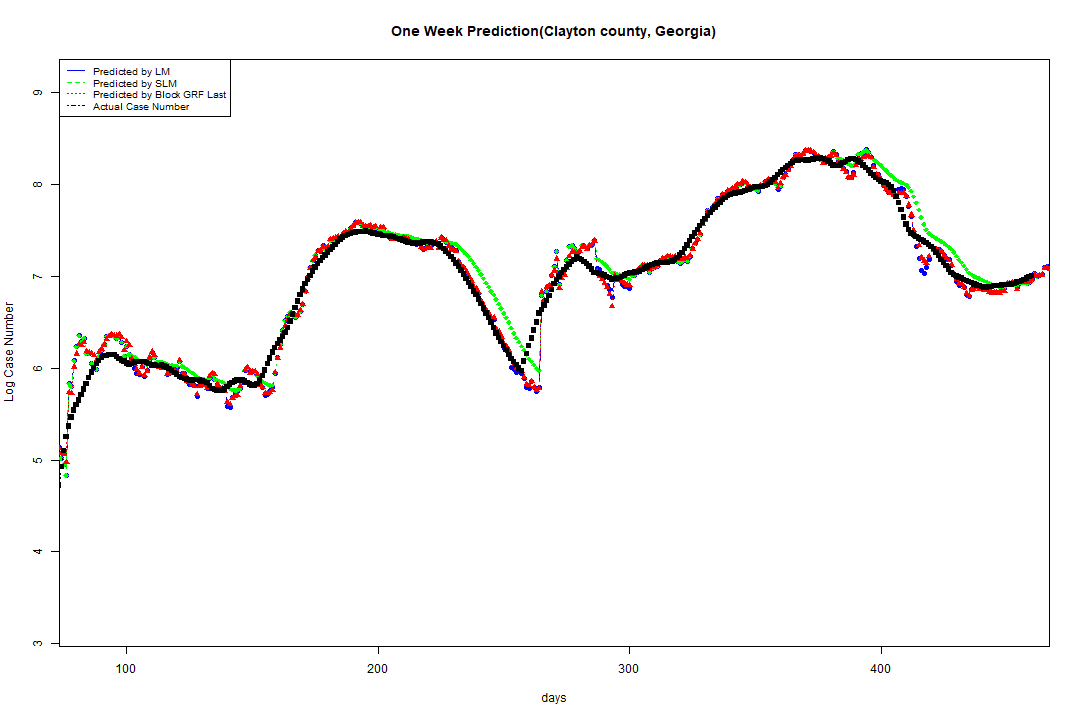 One Week Prediction(Clayton county, Georgia)
Predicted by LM
Predicted by SLM
Predicted by Block GRF Last
Actual Case Number
Log Case Number
9
8
7
6
5
4
3
100 200 300 400
days